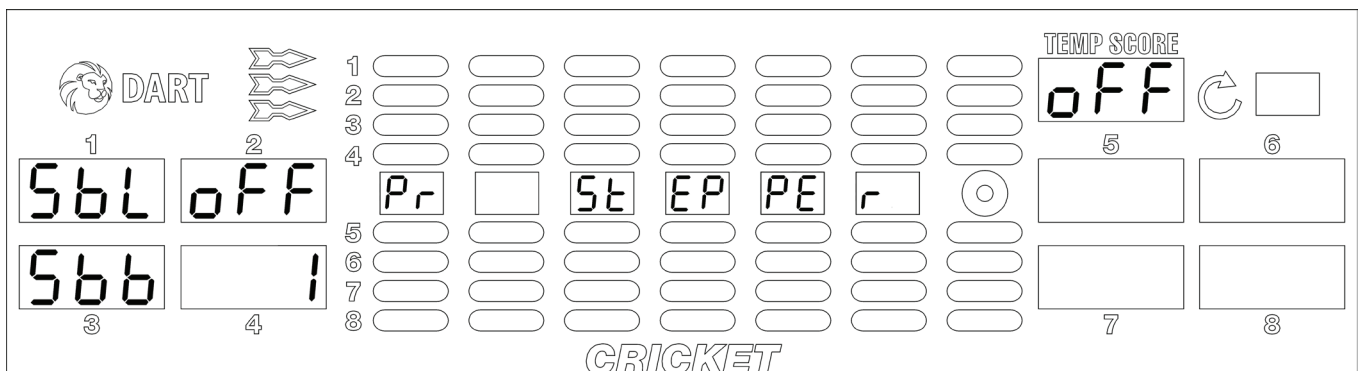 TEMP SCORE
DART
oFF
1 2 5 6
SbL oFF
Sbb 1
3 4 7 8
1
2
3
4
Pr St EP PE r
5
6
7
8
CRICKET